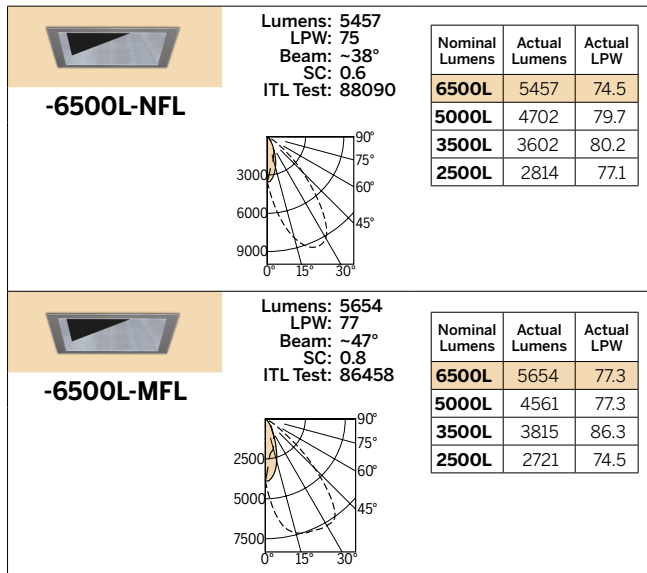 -6500L-NFL
Lumens: 5457
LPW: 75
Beam: ~38°
SC: 0.6
ITL Test: 88090
90°
75°
60°
45°
3000
6000
9000
0° 15° 30°
Nominal Lumens Actual Lumens Actual LPW
6500L 5457 74.5
5000L 4702 79.7
3500L 3602 80.2
2500L 2814 77.1
-6500L-MFL
Lumens: 5654
LPW: 77
Beam: ~47°
SC: 0.8
ITL Test: 86458
90°
75°
60°
45°
2500
5000
7500
0° 15° 30°
Nominal Lumens Actual Lumens Actual LPW
6500L 5654 77.3
5000L 4561 77.3
3500L 3815 86.3
2500L 2721 74.5